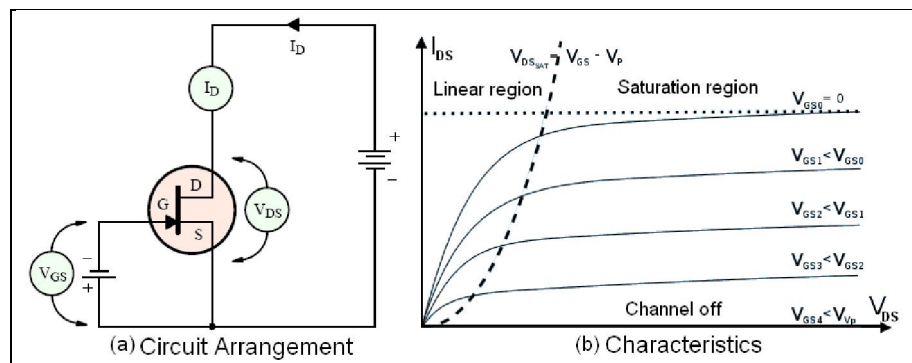 I_D
I_D
+
−
D
G
S
V_DS
V_GS
−
+
(a) Circuit Arrangement
I_DS
V_DS_SAT = V_GS - V_P
Linear region
Saturation region
V_GS0 = 0
V_GS1 < V_GS0
V_GS2 < V_GS1
V_GS3 < V_GS2
Channel off
V_GS4 < V_Vp
V_DS
(b) Characteristics